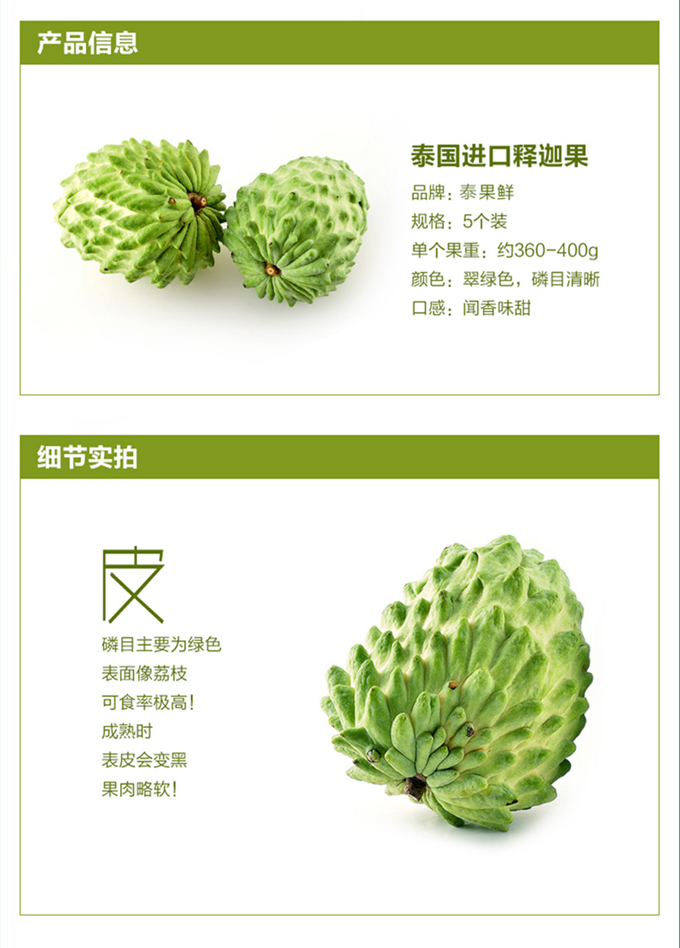 产品信息
泰国进口释迦果
品牌：泰果鲜
规格：5个装
单个果重：约360-400g
颜色：翠绿色，磷目清晰
口感：闻香味甜
细节实拍
皮
磷目主要为绿色
表面像荔枝
可食率极高！
成熟时
表皮会变黑
果肉略软！